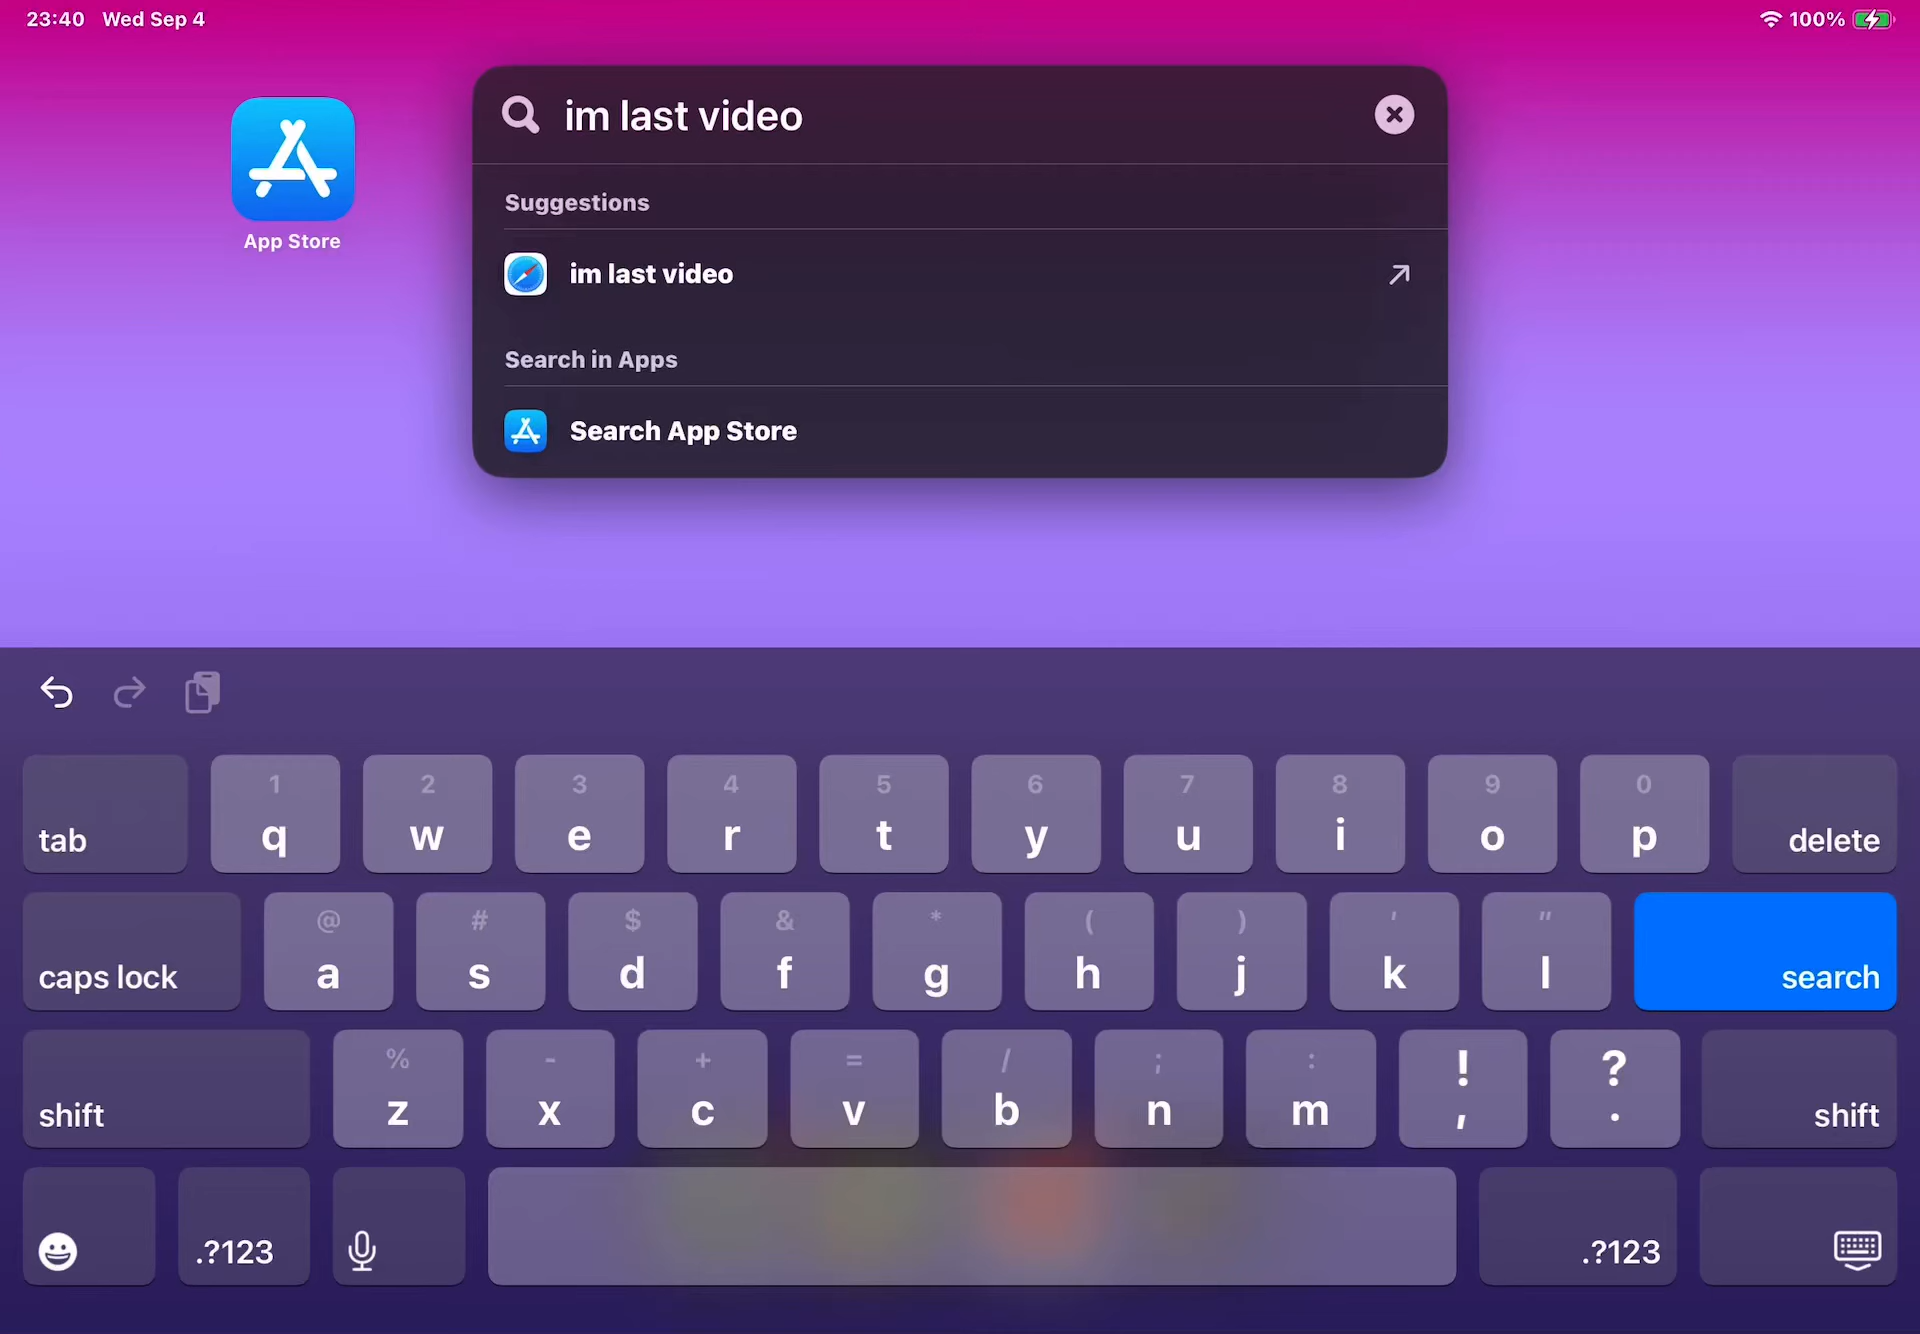 23:40 Wed Sep 4
100%
App Store
im last video
Suggestions
im last video
Search in Apps
Search App Store
tab 1 q 2 w 3 e 4 r 5 t 6 y 7 u 8 i 9 o 0 p delete
caps lock @ a # s $ d & f * g ( h ) j ' k " l search
shift % z - x + c = v / b ; n : m ! , ? . shift
.?123 .?123